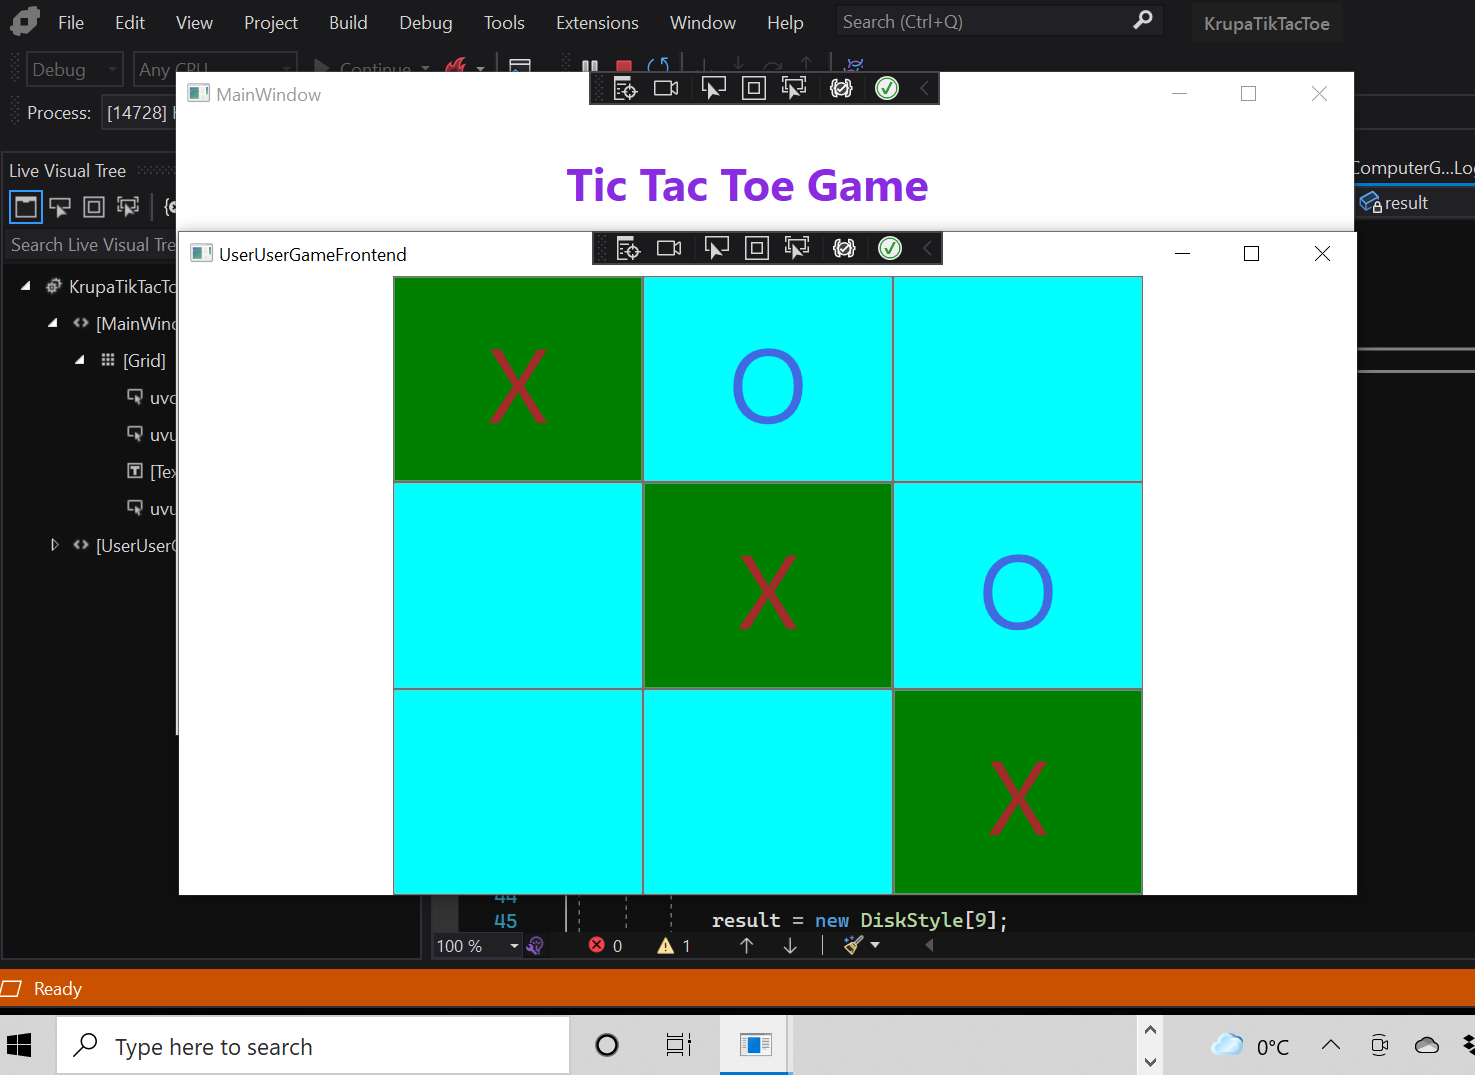 File Edit View Project Build Debug Tools Extensions Window Help Search (Ctrl+Q) KrupaTikTacToe
Debug Any CPU Continue
Process: [14728]
MainWindow
Live Visual Tree
ComputerG...Lo
result
Tic Tac Toe Game
Search Live Visual Tre
UserUserGameFrontend
KrupaTikTacTo
[MainWind
[Grid]
uvc
uvu
[Tex
uvu
[UserUserG
X O
X O
X
44
45 result = new DiskStyle[9];
100 % 0 1
Ready
Type here to search 0°C